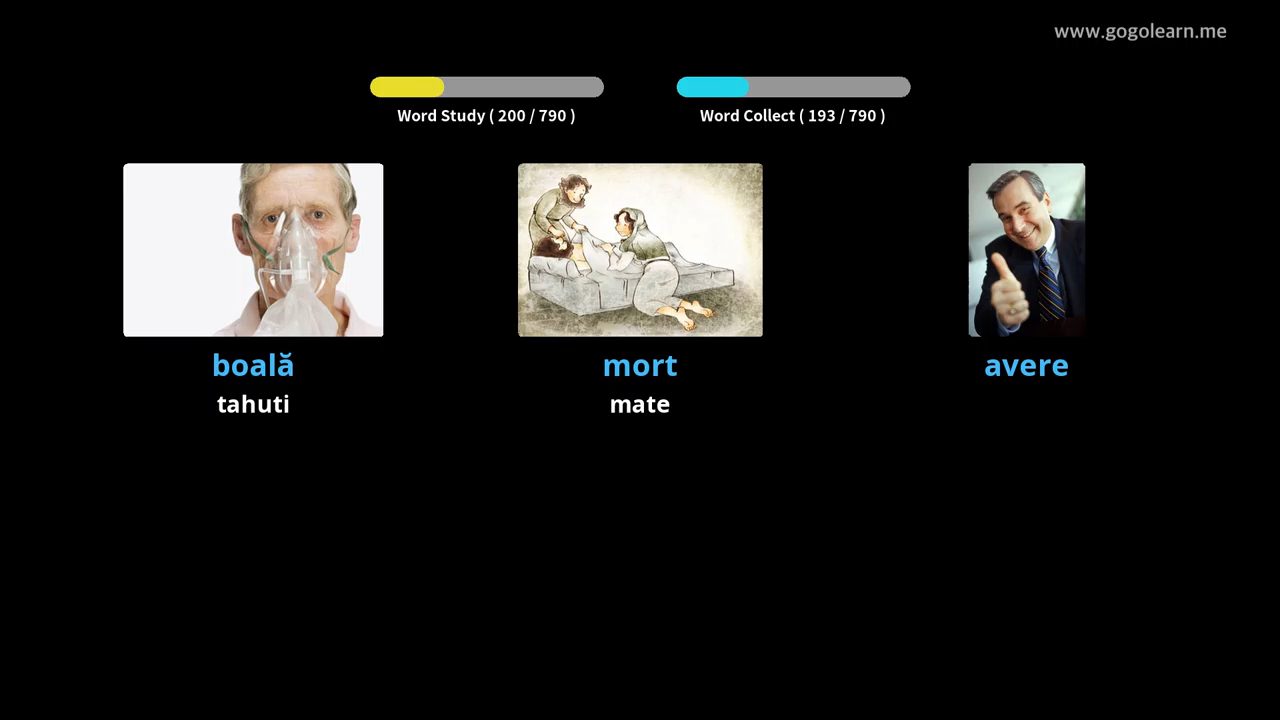 www.gogolearn.me
Word Study ( 200 / 790 )
Word Collect ( 193 / 790 )
boală
mort
avere
tahuti
mate